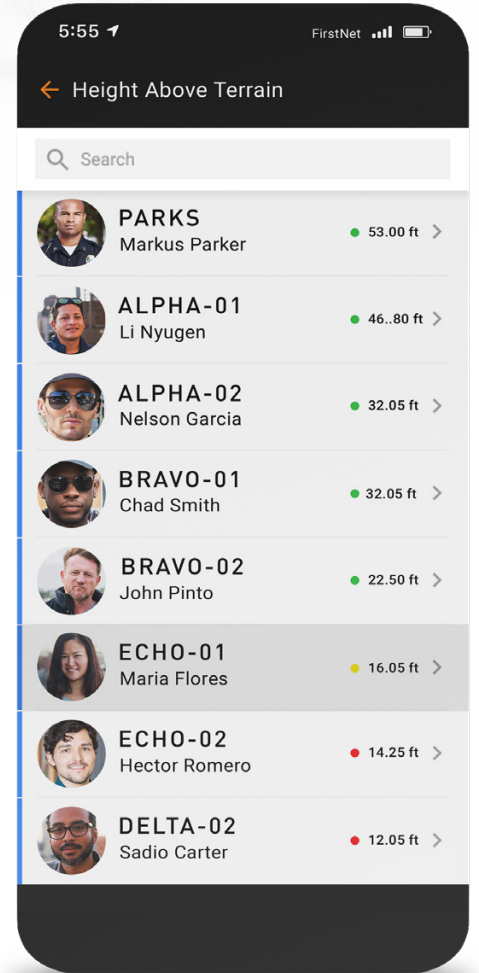 5:55
FirstNet
Height Above Terrain
Search
PARKS
Markus Parker
53.00 ft
ALPHA-01
Li Nyugen
46..80 ft
ALPHA-02
Nelson Garcia
32.05 ft
BRAVO-01
Chad Smith
32.05 ft
BRAVO-02
John Pinto
22.50 ft
ECHO-01
Maria Flores
16.05 ft
ECHO-02
Hector Romero
14.25 ft
DELTA-02
Sadio Carter
12.05 ft